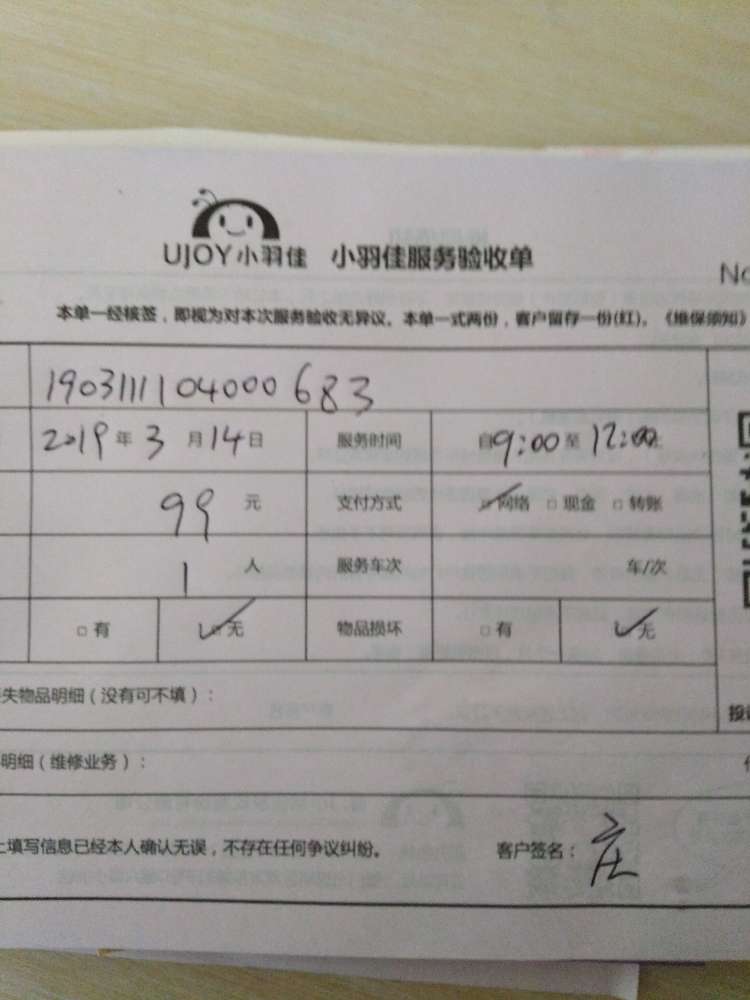 UJOY小羽佳 小羽佳服务验收单
No
本单一经核签，即视为对本次服务验收无异议。本单一式两份，客户留存一份(红)。《维保须知》
1903111104000683
2019年3月14日 服务时间 自9:00至12:00
99元 支付方式 ☑网络 □现金 □转账
1人 服务车次 车/次
□有 ☑无 物品损坏 □有 ☑无
失物品明细（没有可不填）：
投诉
明细（维修业务）：
上填写信息已经本人确认无误，不存在任何争议纠纷。 客户签名：庄